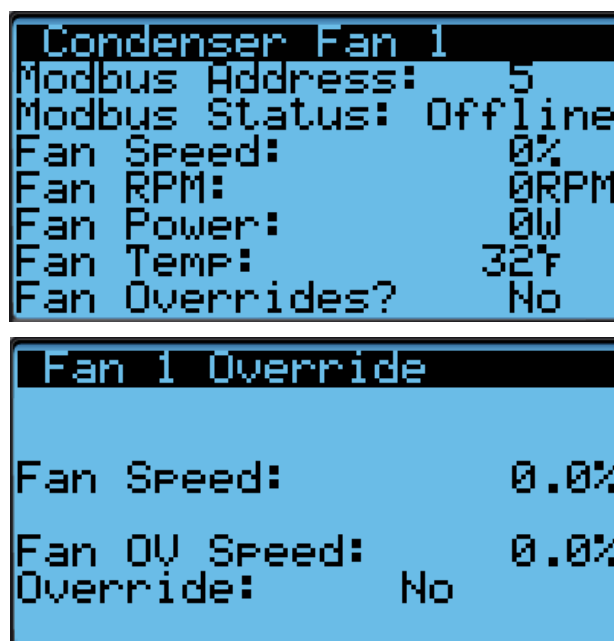 Condenser Fan 1
Modbus Address: 5
Modbus Status: Offline
Fan Speed: 0%
Fan RPM: 0RPM
Fan Power: 0W
Fan Temp: 32°F
Fan Overrides? No
Fan 1 Override
Fan Speed: 0.0%
Fan OV Speed: 0.0%
Override: No